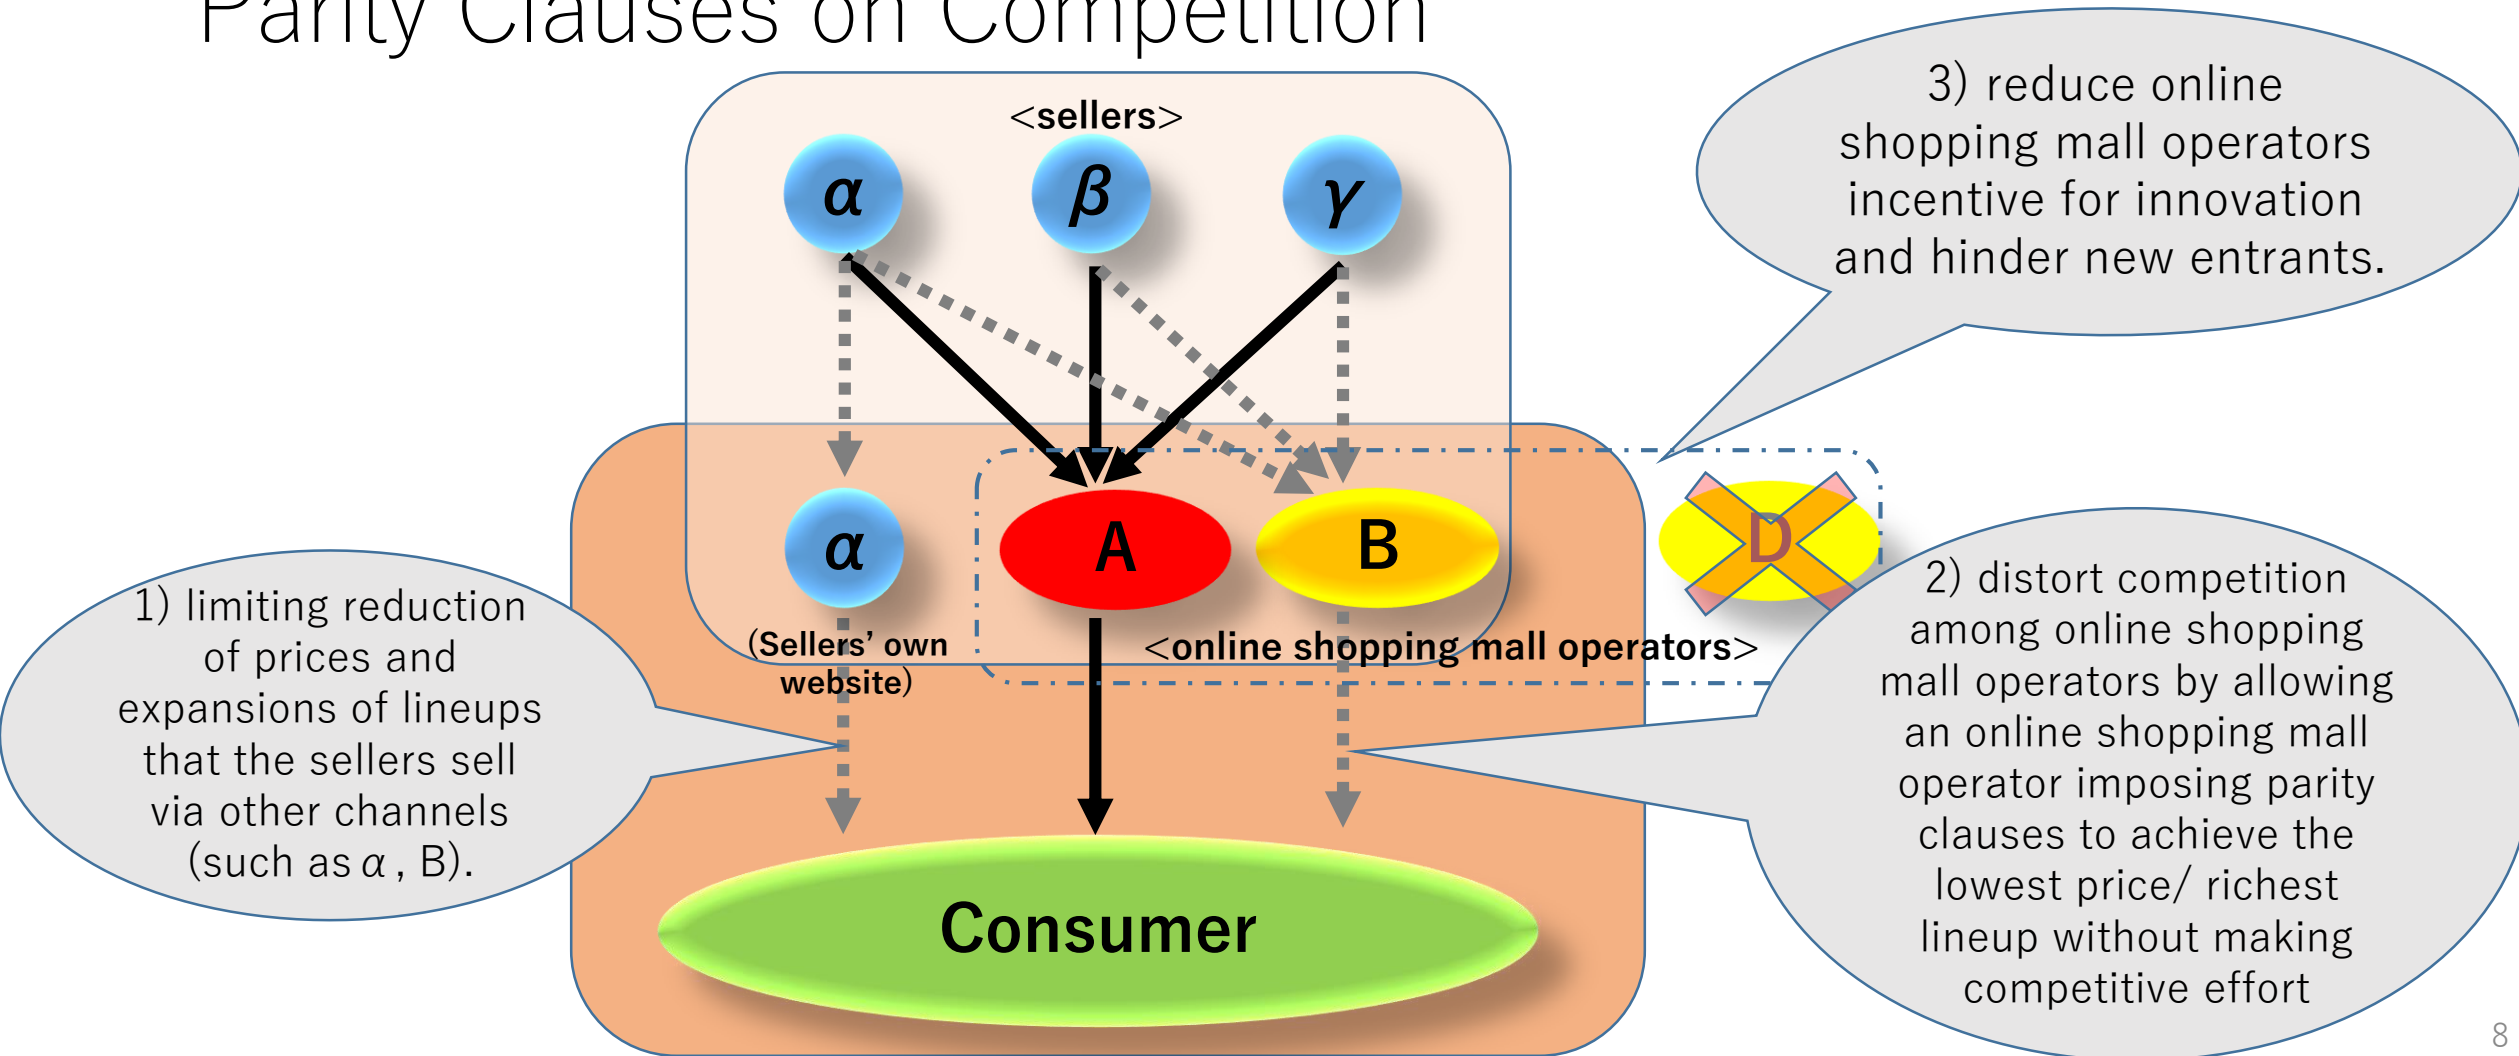 Parity Clauses on Competition
<sellers>
α
β
γ
3) reduce online
shopping mall operators
incentive for innovation
and hinder new entrants.
α
A
B
D
(Sellers’ own
website)
<online shopping mall operators>
1) limiting reduction
of prices and
expansions of lineups
that the sellers sell
via other channels
(such as α, B).
2) distort competition
among online shopping
mall operators by allowing
an online shopping mall
operator imposing parity
clauses to achieve the
lowest price/ richest
lineup without making
competitive effort
Consumer
8